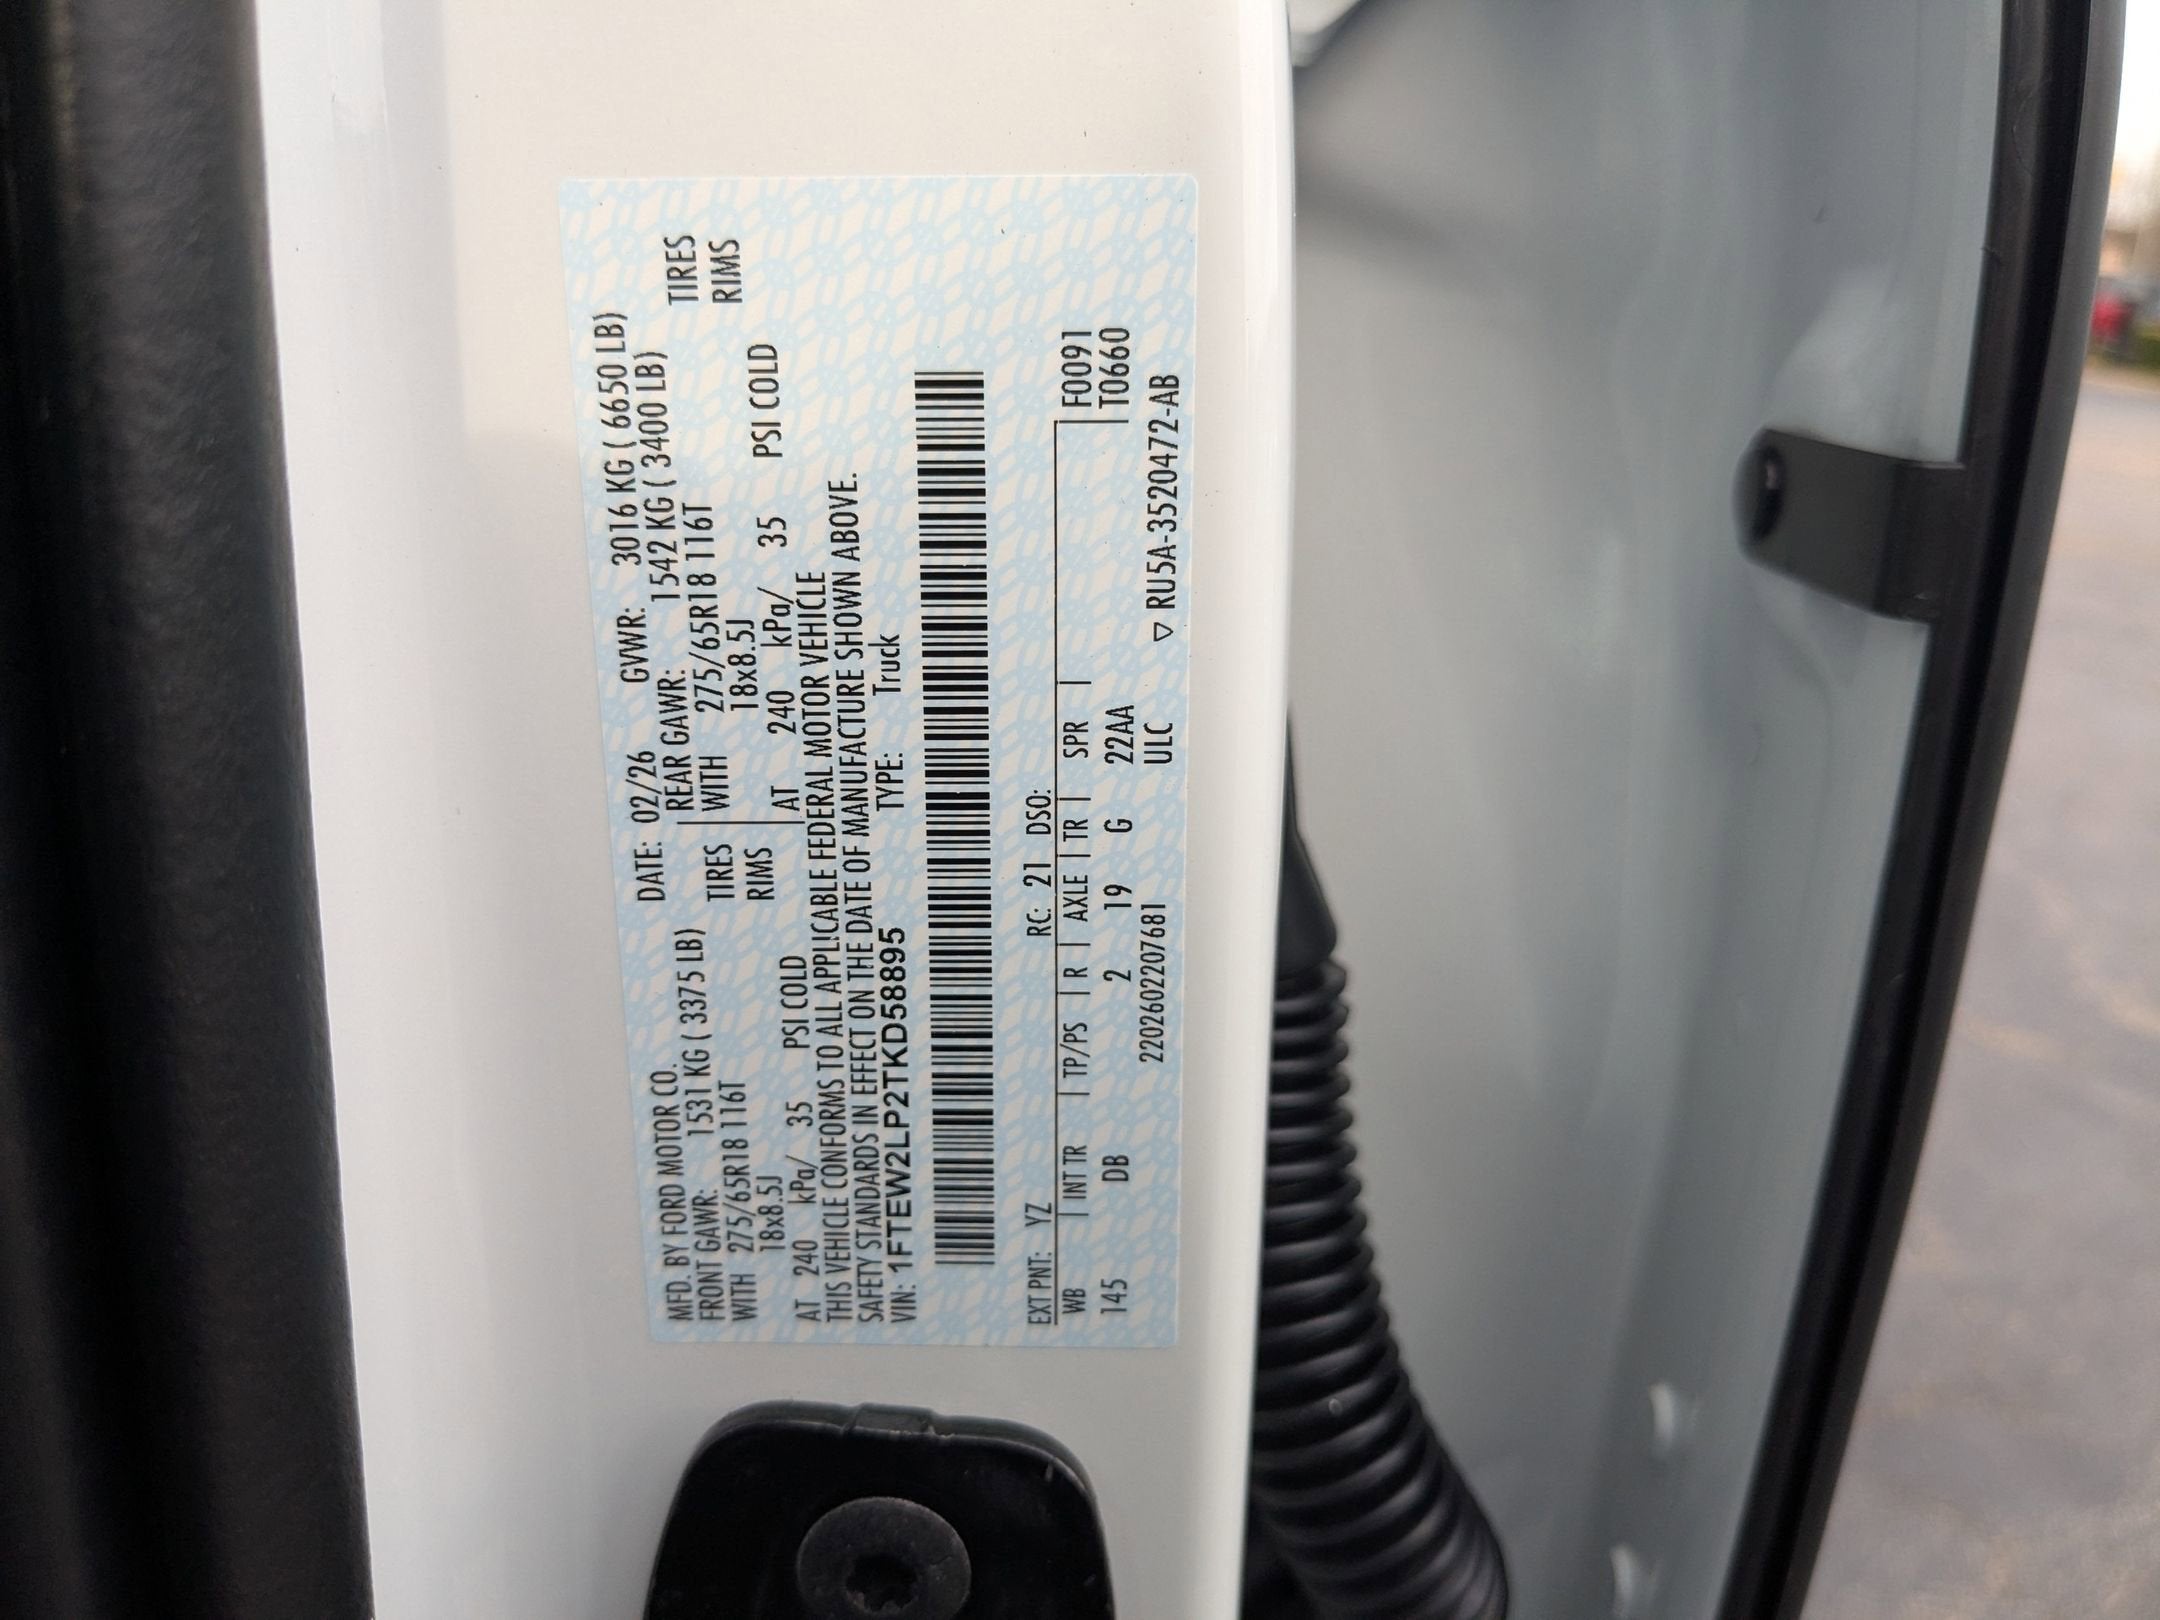 MFD. BY FORD MOTOR CO. DATE: 02/26 GVWR: 3016 KG ( 6650 LB)
FRONT GAWR: 1531 KG ( 3375 LB) REAR GAWR: 1542 KG ( 3400 LB)
WITH 275/65R18 116T TIRES WITH 275/65R18 116T TIRES
18x8.5J RIMS 18x8.5J RIMS
AT 240 kPa/ 35 PSI COLD AT 240 kPa/ 35 PSI COLD
THIS VEHICLE CONFORMS TO ALL APPLICABLE FEDERAL MOTOR VEHICLE
SAFETY STANDARDS IN EFFECT ON THE DATE OF MANUFACTURE SHOWN ABOVE.
VIN: 1FTEW2LP2TKD58895 TYPE: Truck
EXT PNT: YZ RC: 21 DSO:
WB | INT TR | TP/PS | R | AXLE | TR | SPR | F0091
145 DB 2 19 G 22AA T0660
2202602207681 ULC ▽ RU5A-3520472-AB